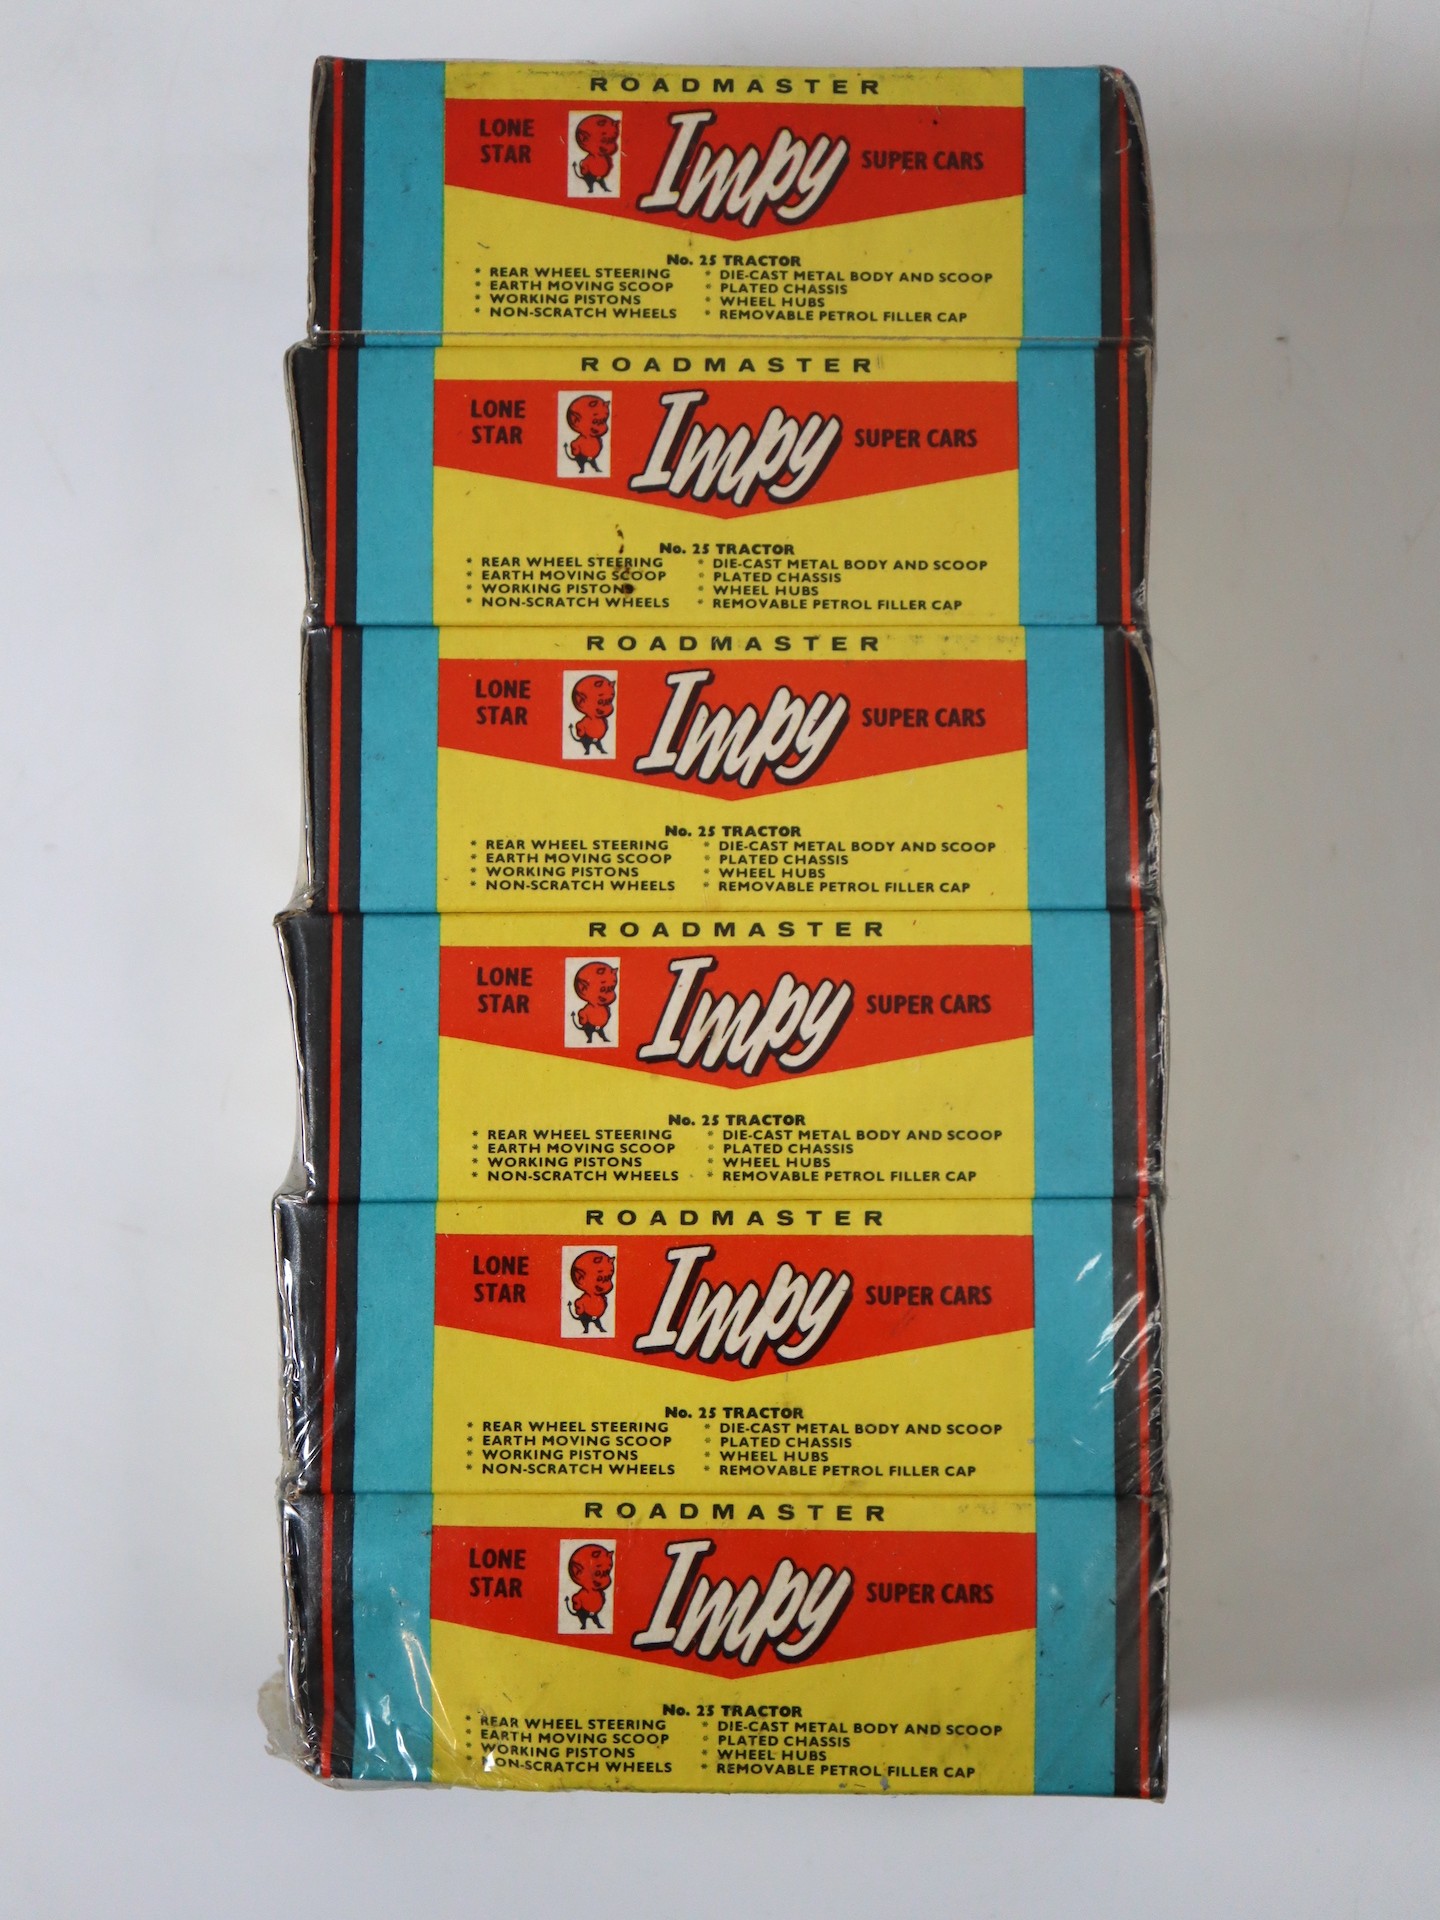 ROADMASTER
LONE STAR Impy SUPER CARS
No. 25 TRACTOR
* REAR WHEEL STEERING * DIE-CAST METAL BODY AND SCOOP
* EARTH MOVING SCOOP * PLATED CHASSIS
* WORKING PISTONS * WHEEL HUBS
* NON-SCRATCH WHEELS * REMOVABLE PETROL FILLER CAP
ROADMASTER
LONE STAR Impy SUPER CARS
No. 25 TRACTOR
* REAR WHEEL STEERING * DIE-CAST METAL BODY AND SCOOP
* EARTH MOVING SCOOP * PLATED CHASSIS
* WORKING PISTONS * WHEEL HUBS
* NON-SCRATCH WHEELS * REMOVABLE PETROL FILLER CAP
ROADMASTER
LONE STAR Impy SUPER CARS
No. 25 TRACTOR
* REAR WHEEL STEERING * DIE-CAST METAL BODY AND SCOOP
* EARTH MOVING SCOOP * PLATED CHASSIS
* WORKING PISTONS * WHEEL HUBS
* NON-SCRATCH WHEELS * REMOVABLE PETROL FILLER CAP
ROADMASTER
LONE STAR Impy SUPER CARS
No. 25 TRACTOR
* REAR WHEEL STEERING * DIE-CAST METAL BODY AND SCOOP
* EARTH MOVING SCOOP * PLATED CHASSIS
* WORKING PISTONS * WHEEL HUBS
* NON-SCRATCH WHEELS * REMOVABLE PETROL FILLER CAP
ROADMASTER
LONE STAR Impy SUPER CARS
No. 25 TRACTOR
* REAR WHEEL STEERING * DIE-CAST METAL BODY AND SCOOP
* EARTH MOVING SCOOP * PLATED CHASSIS
* WORKING PISTONS * WHEEL HUBS
* NON-SCRATCH WHEELS * REMOVABLE PETROL FILLER CAP
ROADMASTER
LONE STAR Impy SUPER CARS
No. 25 TRACTOR
* REAR WHEEL STEERING * DIE-CAST METAL BODY AND SCOOP
* EARTH MOVING SCOOP * PLATED CHASSIS
* WORKING PISTONS * WHEEL HUBS
* NON-SCRATCH WHEELS * REMOVABLE PETROL FILLER CAP